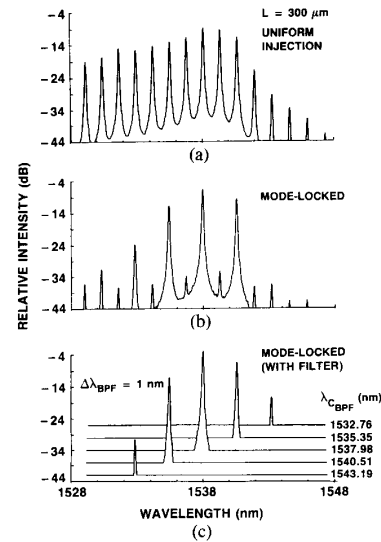 L = 300 μm
UNIFORM
INJECTION
−4
−14
−24
−34
−44
(a)
MODE-LOCKED
−4
−14
−24
−34
−44
(b)
RELATIVE INTENSITY (dB)
MODE-LOCKED
(WITH FILTER)
−4
−14
−24
−34
−44
Δλ_BPF = 1 nm
λ_C_BPF (nm)
1532.76
1535.35
1537.98
1540.51
1543.19
1528 1538 1548
WAVELENGTH (nm)
(c)